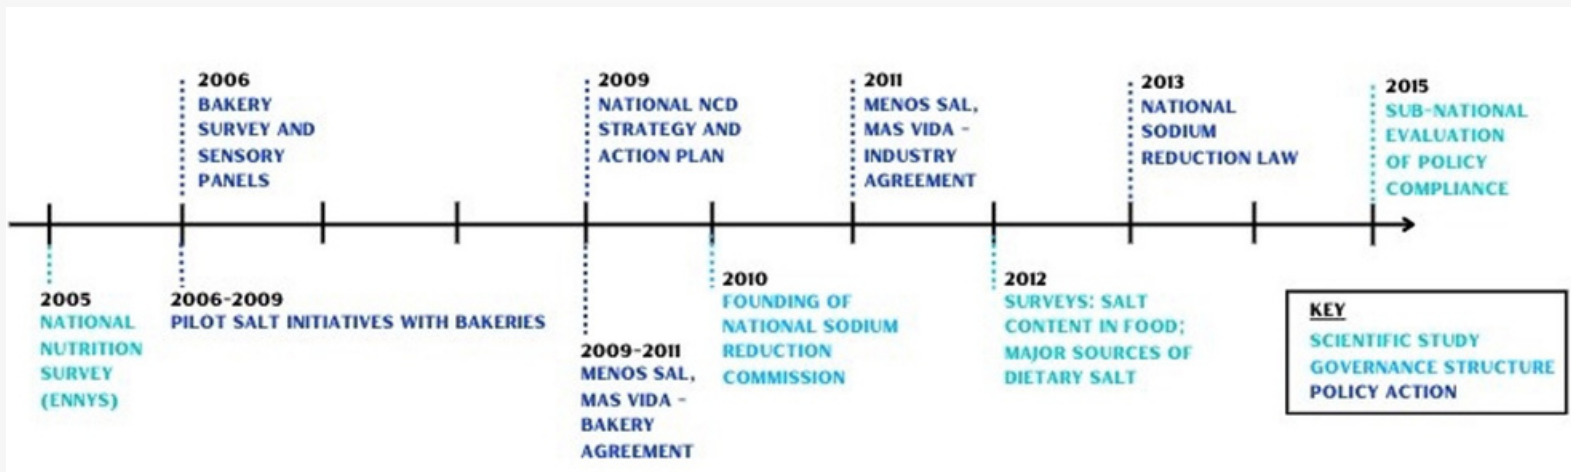 2006
BAKERY
SURVEY AND
SENSORY
PANELS
2009
NATIONAL NCD
STRATEGY AND
ACTION PLAN
2011
MENOS SAL,
MAS VIDA -
INDUSTRY
AGREEMENT
2013
NATIONAL
SODIUM
REDUCTION LAW
2015
SUB-NATIONAL
EVALUATION
OF POLICY
COMPLIANCE
2005
NATIONAL
NUTRITION
SURVEY
(ENNYS)
2006-2009
PILOT SALT INITIATIVES WITH BAKERIES
2009-2011
MENOS SAL,
MAS VIDA -
BAKERY
AGREEMENT
2010
FOUNDING OF
NATIONAL SODIUM
REDUCTION
COMMISSION
2012
SURVEYS: SALT
CONTENT IN FOOD;
MAJOR SOURCES OF
DIETARY SALT
KEY
SCIENTIFIC STUDY
GOVERNANCE STRUCTURE
POLICY ACTION